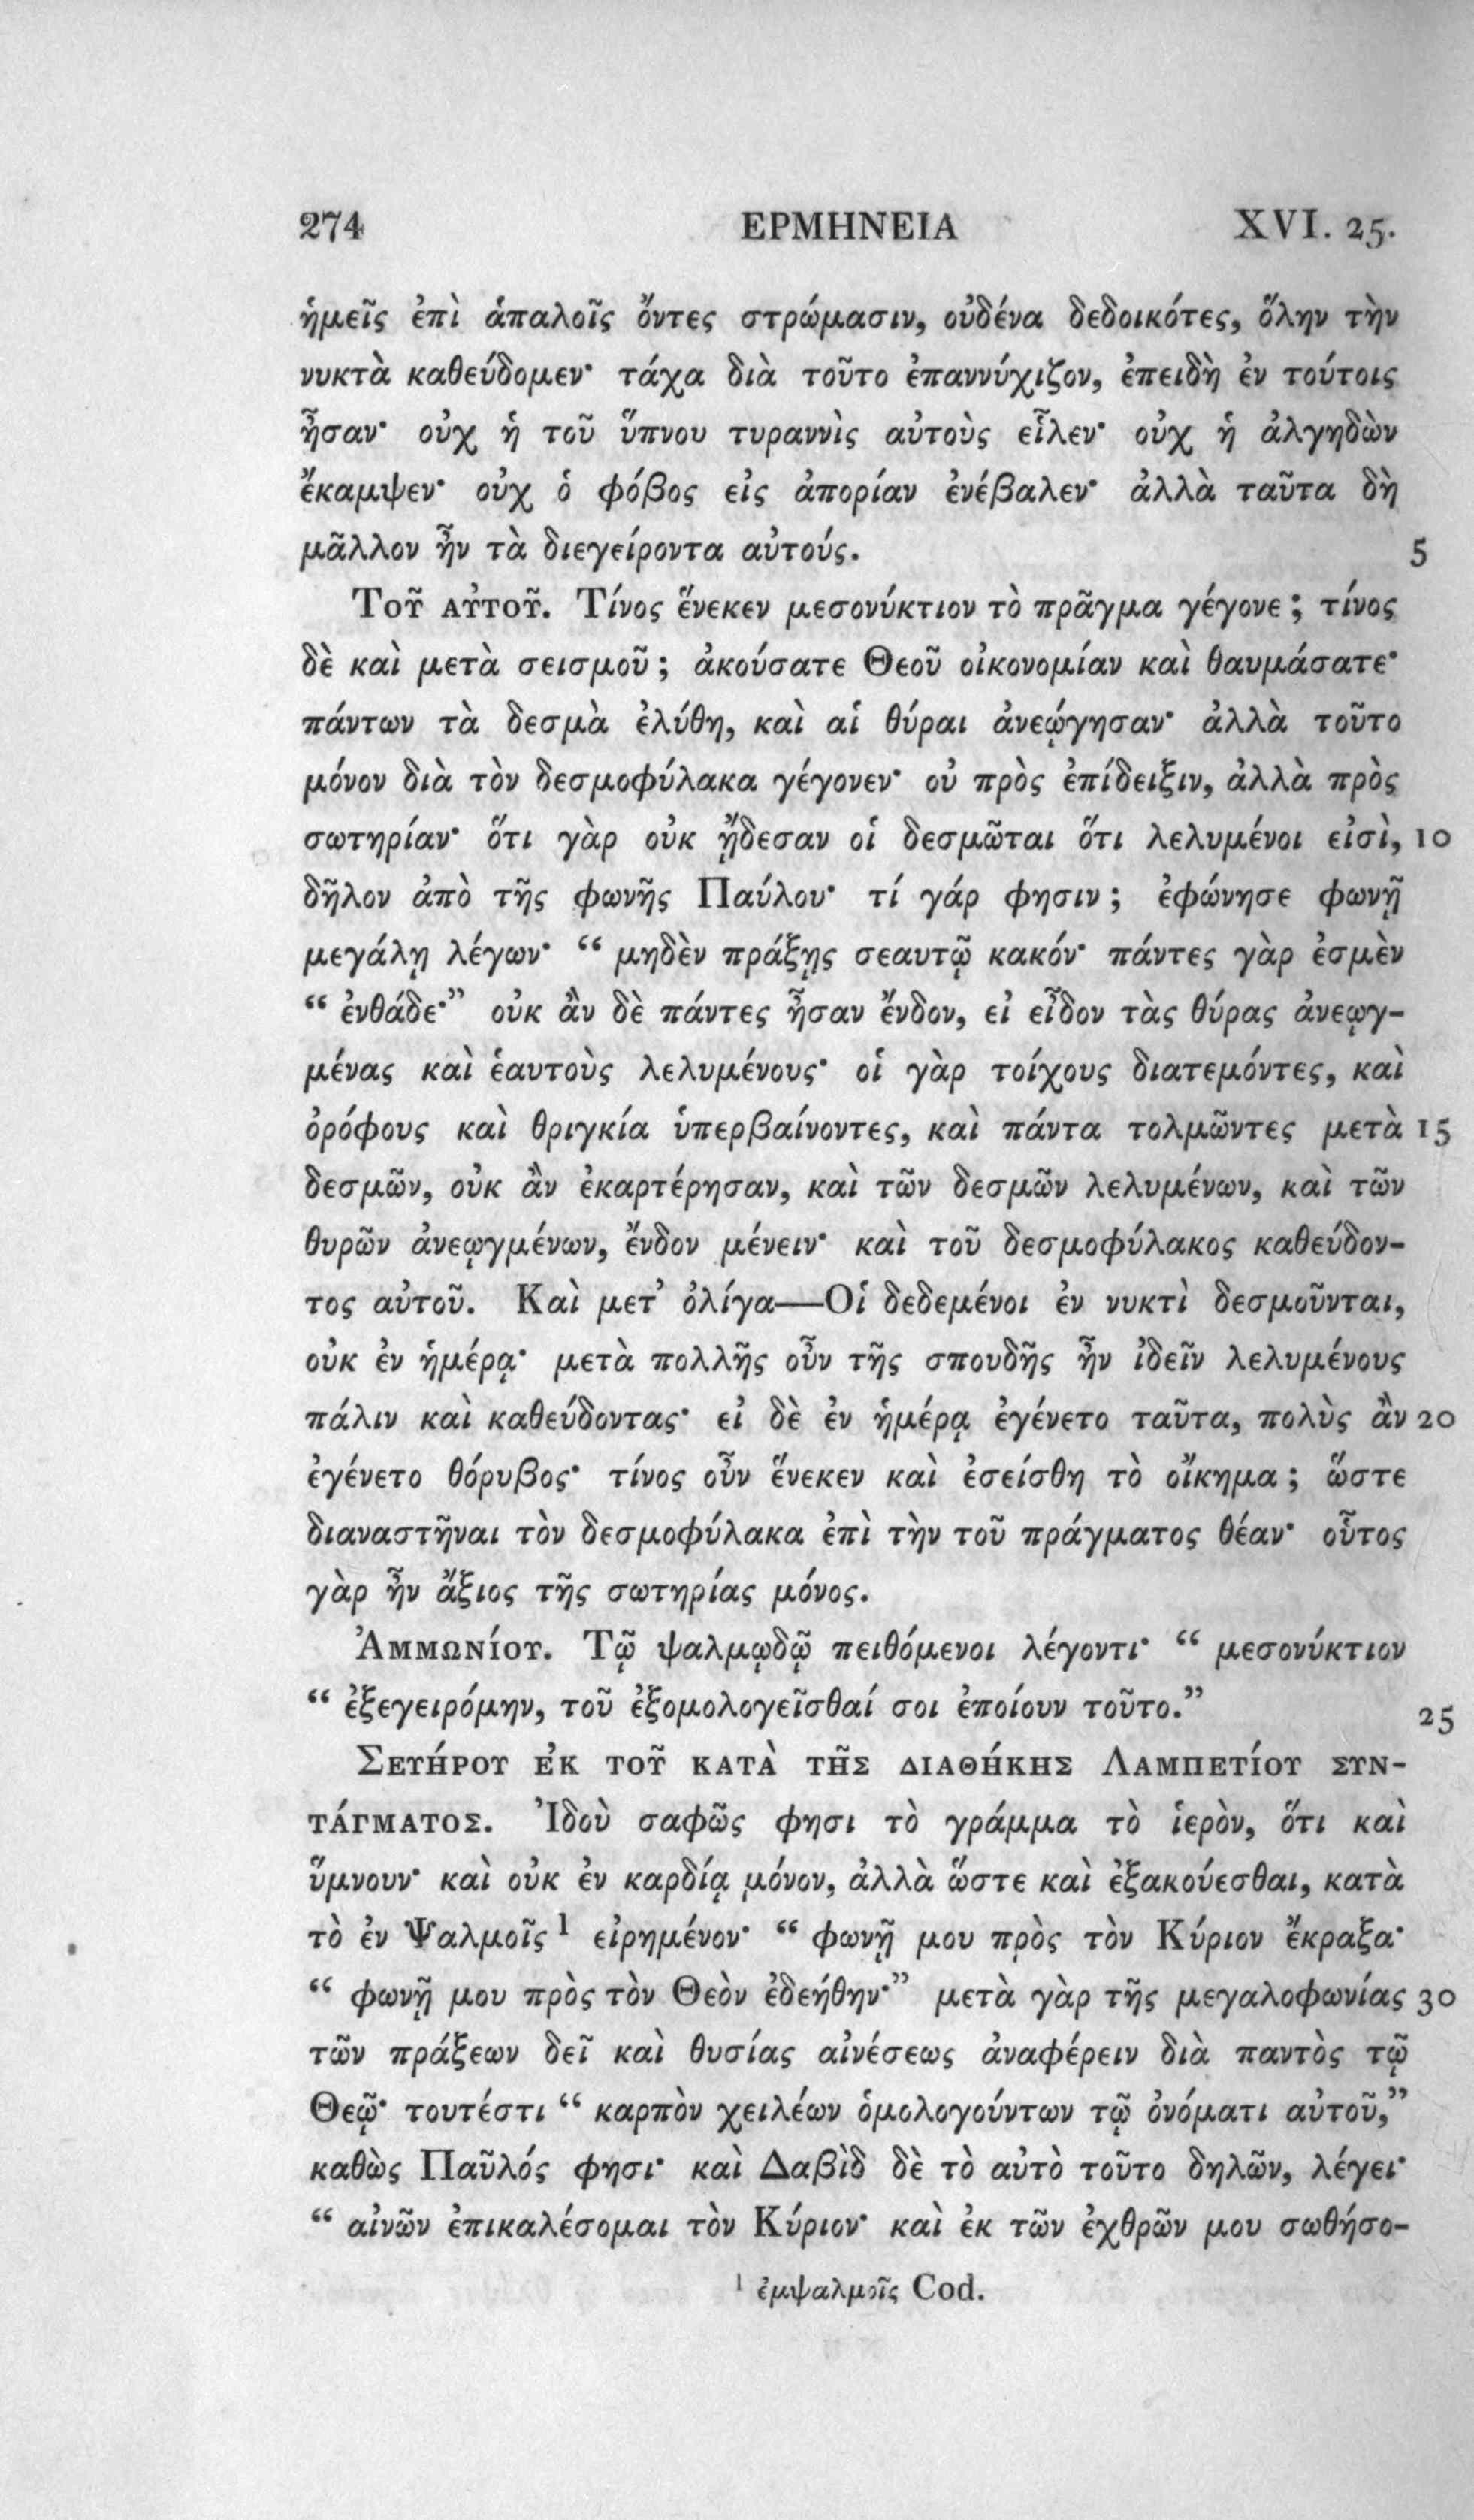 274 ΕΡΜΗΝΕΙΑ XVI. 25.
ἡμεῖς ἐπὶ ἁπαλοῖς ὄντες στρώμασιν, οὐδένα δεδοικότες, ὅλην τὴν
νυκτὰ καθεύδομεν· τάχα διὰ τοῦτο ἐπαννύχιζον, ἐπειδὴ ἐν τούτοις
ἦσαν· οὐχ ἡ τοῦ ὕπνου τυραννὶς αὐτοὺς εἷλεν· οὐχ ἡ ἀλγηδὼν
ἔκαμψεν· οὐχ ὁ φόβος εἰς ἀπορίαν ἐνέβαλεν· ἀλλὰ ταῦτα δὴ
μᾶλλον ἦν τὰ διεγείροντα αὐτούς. 5
Τοῦ αὐτοῦ. Τίνος ἕνεκεν μεσονύκτιον τὸ πρᾶγμα γέγονε; τίνος
δὲ καὶ μετὰ σεισμοῦ; ἀκούσατε Θεοῦ οἰκονομίαν καὶ θαυμάσατε·
πάντων τὰ δεσμὰ ἐλύθη, καὶ αἱ θύραι ἀνεῴγησαν· ἀλλὰ τοῦτο
μόνον διὰ τὸν δεσμοφύλακα γέγονεν· οὐ πρὸς ἐπίδειξιν, ἀλλὰ πρὸς
σωτηρίαν· ὅτι γὰρ οὐκ ᾔδεσαν οἱ δεσμῶται ὅτι λελυμένοι εἰσὶ, 10
δῆλον ἀπὸ τῆς φωνῆς Παύλου· τί γάρ φησιν; ἐφώνησε φωνῇ
μεγάλῃ λέγων· “ μηδὲν πράξῃς σεαυτῷ κακόν· πάντες γὰρ ἐσμὲν
“ ἐνθάδε·” οὐκ ἂν δὲ πάντες ἦσαν ἔνδον, εἰ εἶδον τὰς θύρας ἀνεῳγ-
μένας καὶ ἑαυτοὺς λελυμένους· οἱ γὰρ τοίχους διατεμόντες, καὶ
ὀρόφους καὶ θριγκία ὑπερβαίνοντες, καὶ πάντα τολμῶντες μετὰ 15
δεσμῶν, οὐκ ἂν ἐκαρτέρησαν, καὶ τῶν δεσμῶν λελυμένων, καὶ τῶν
θυρῶν ἀνεῳγμένων, ἔνδον μένειν· καὶ τοῦ δεσμοφύλακος καθεύδον-
τος αὐτοῦ. Καὶ μετ’ ὀλίγα—Οἱ δεδεμένοι ἐν νυκτὶ δεσμοῦνται,
οὐκ ἐν ἡμέρᾳ· μετὰ πολλῆς οὖν τῆς σπουδῆς ἦν ἰδεῖν λελυμένους
πάλιν καὶ καθεύδοντας· εἰ δὲ ἐν ἡμέρᾳ ἐγένετο ταῦτα, πολὺς ἂν 20
ἐγένετο θόρυβος· τίνος οὖν ἕνεκεν καὶ ἐσείσθη τὸ οἴκημα; ὥστε
διαναστῆναι τὸν δεσμοφύλακα ἐπὶ τὴν τοῦ πράγματος θέαν· οὗτος
γὰρ ἦν ἄξιος τῆς σωτηρίας μόνος.
Ἀμμωνίου. Τῷ ψαλμῳδῷ πειθόμενοι λέγοντι· “ μεσονύκτιον
“ ἐξεγειρόμην, τοῦ ἐξομολογεῖσθαί σοι ἐποίουν τοῦτο.” 25
Σευήρου ἐκ τοῦ κατὰ τῆς διαθήκης Λαμπετίου συν-
τάγματος. Ἰδοὺ σαφῶς φησι τὸ γράμμα τὸ ἱερὸν, ὅτι καὶ
ὕμνουν· καὶ οὐκ ἐν καρδίᾳ μόνον, ἀλλὰ ὥστε καὶ ἐξακούεσθαι, κατὰ
τὸ ἐν Ψαλμοῖς ¹ εἰρημένον· “ φωνῇ μου πρὸς τὸν Κύριον ἔκραξα·
“ φωνῇ μου πρὸς τὸν Θεὸν ἐδεήθην·” μετὰ γὰρ τῆς μεγαλοφωνίας 30
τῶν πράξεων δεῖ καὶ θυσίας αἰνέσεως ἀναφέρειν διὰ παντὸς τῷ
Θεῷ· τουτέστι “ καρπὸν χειλέων ὁμολογούντων τῷ ὀνόματι αὐτοῦ,”
καθὼς Παῦλός φησι· καὶ Δαβὶδ δὲ τὸ αὐτὸ τοῦτο δηλῶν, λέγει·
“ αἰνῶν ἐπικαλέσομαι τὸν Κύριον· καὶ ἐκ τῶν ἐχθρῶν μου σωθήσο-
¹ ἐμψαλμοῖς Cod.